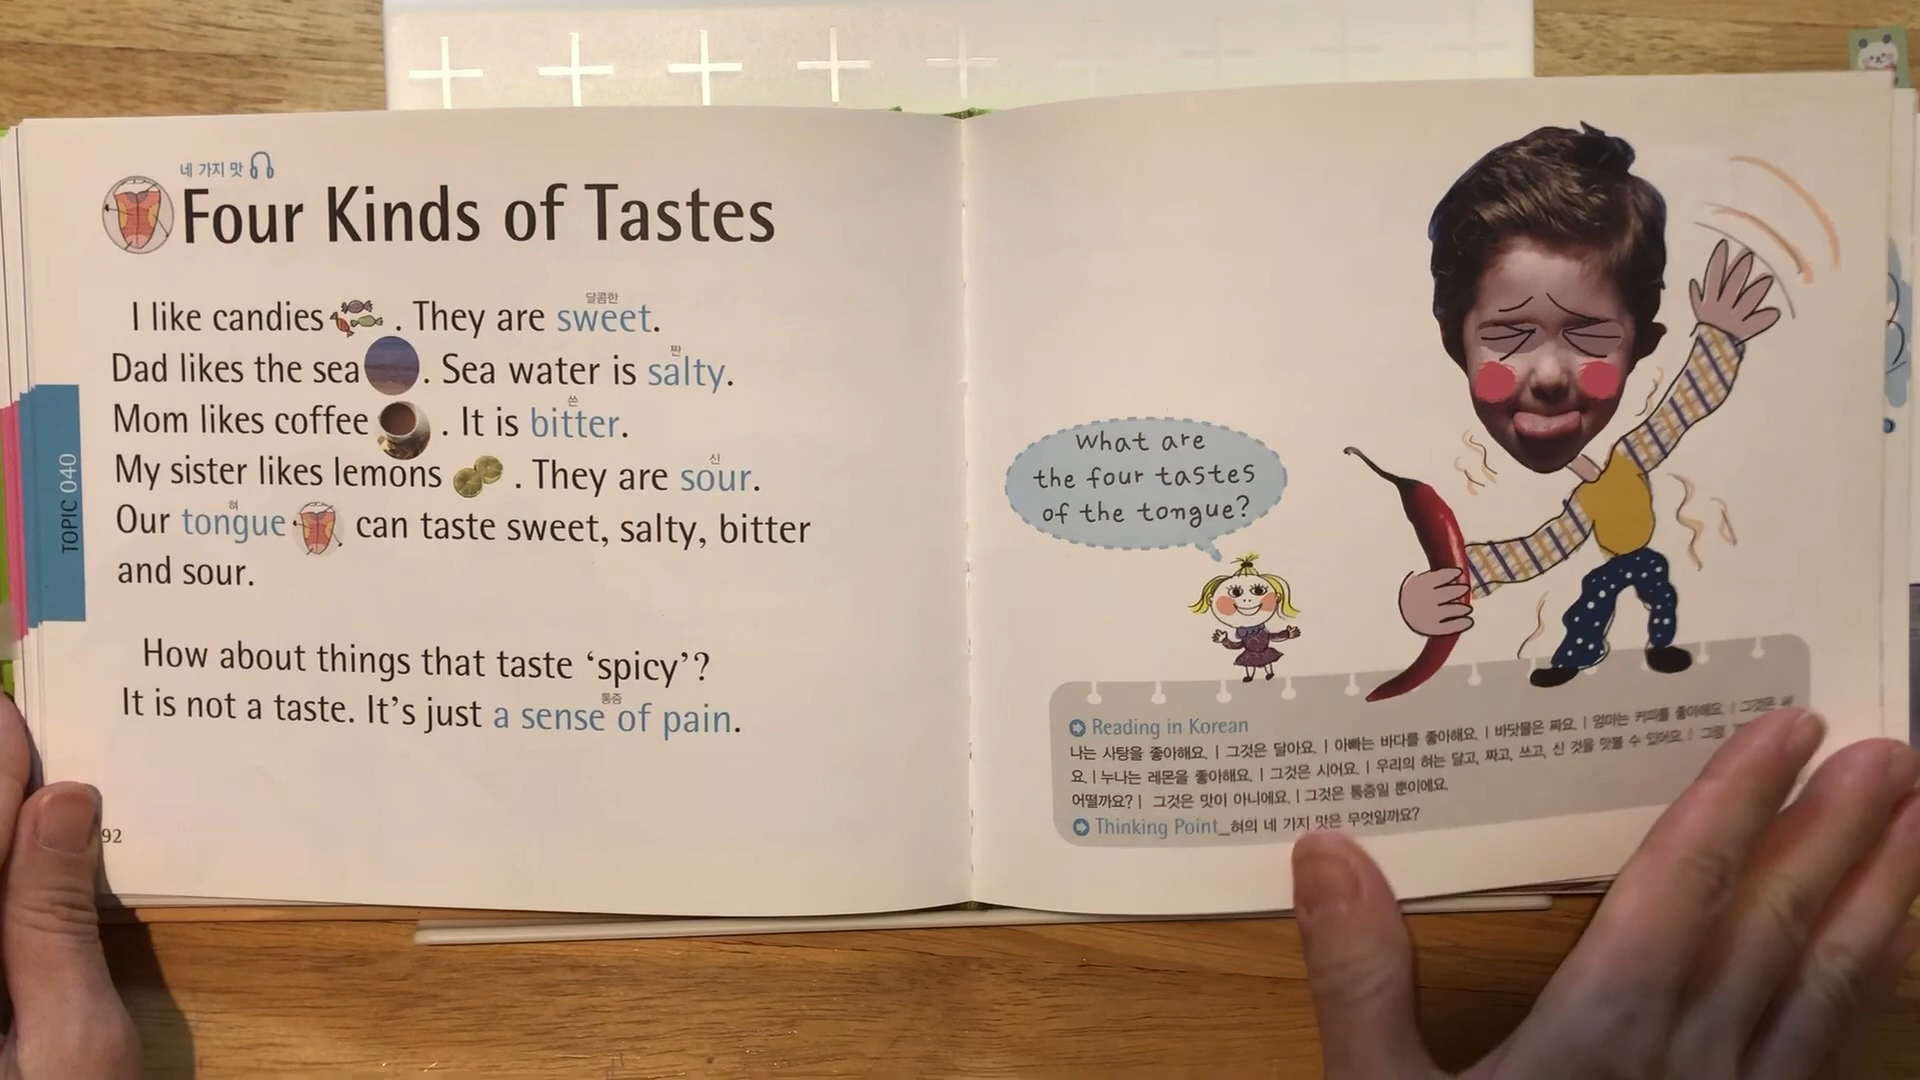 네 가지 맛
Four Kinds of Tastes
달콤한
I like candies . They are sweet.
짠
Dad likes the sea . Sea water is salty.
쓴
Mom likes coffee . It is bitter.
신
My sister likes lemons . They are sour.
혀
Our tongue can taste sweet, salty, bitter
and sour.
How about things that taste ‘spicy’?
통증
It is not a taste. It’s just a sense of pain.
TOPIC 040
92
What are
the four tastes
of the tongue?
Reading in Korean
나는 사탕을 좋아해요. | 그것은 달아요. | 아빠는 바다를 좋아해요. | 바닷물은 짜요. | 엄마는 커피를 좋아해요. | 그것은
요. | 누나는 레몬을 좋아해요. | 그것은 시어요. | 우리의 혀는 달고, 짜고, 쓰고, 신 것을 맛볼 수 있어요. |
어떨까요? | 그것은 맛이 아니에요. | 그것은 통증일 뿐이에요.
Thinking Point_혀의 네 가지 맛은 무엇일까요?